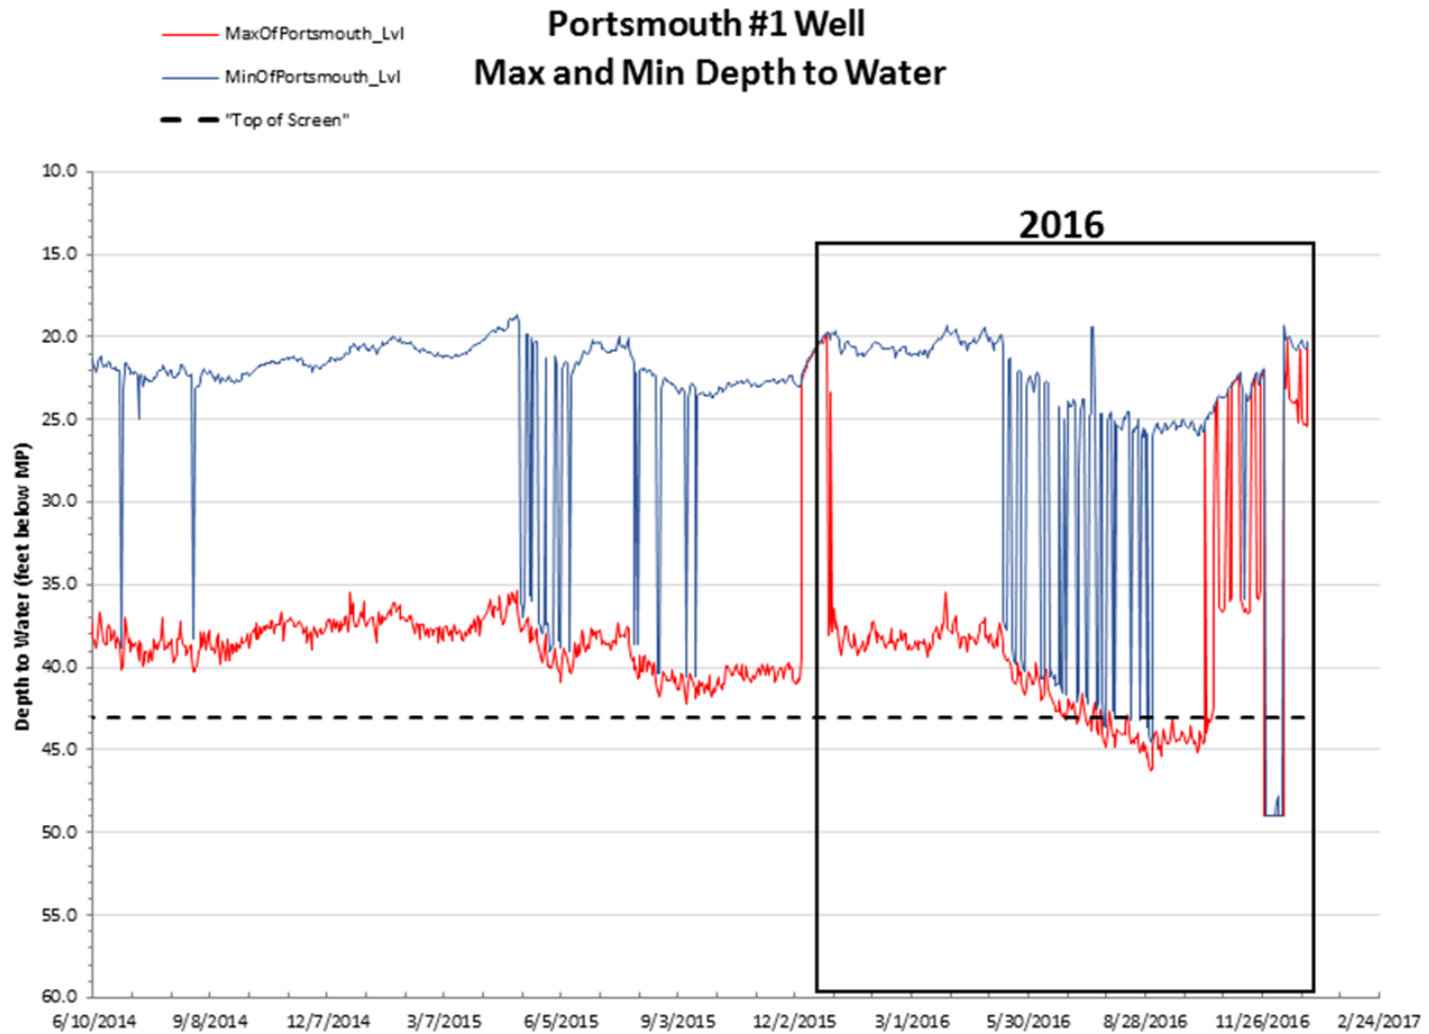 Portsmouth #1 Well
Max and Min Depth to Water
MaxOfPortsmouth_Lvl
MinOfPortsmouth_Lvl
"Top of Screen"
2016
Depth to Water (feet below MP)
10.0
15.0
20.0
25.0
30.0
35.0
40.0
45.0
50.0
55.0
60.0
6/10/2014 9/8/2014 12/7/2014 3/7/2015 6/5/2015 9/3/2015 12/2/2015 3/1/2016 5/30/2016 8/28/2016 11/26/2016 2/24/2017